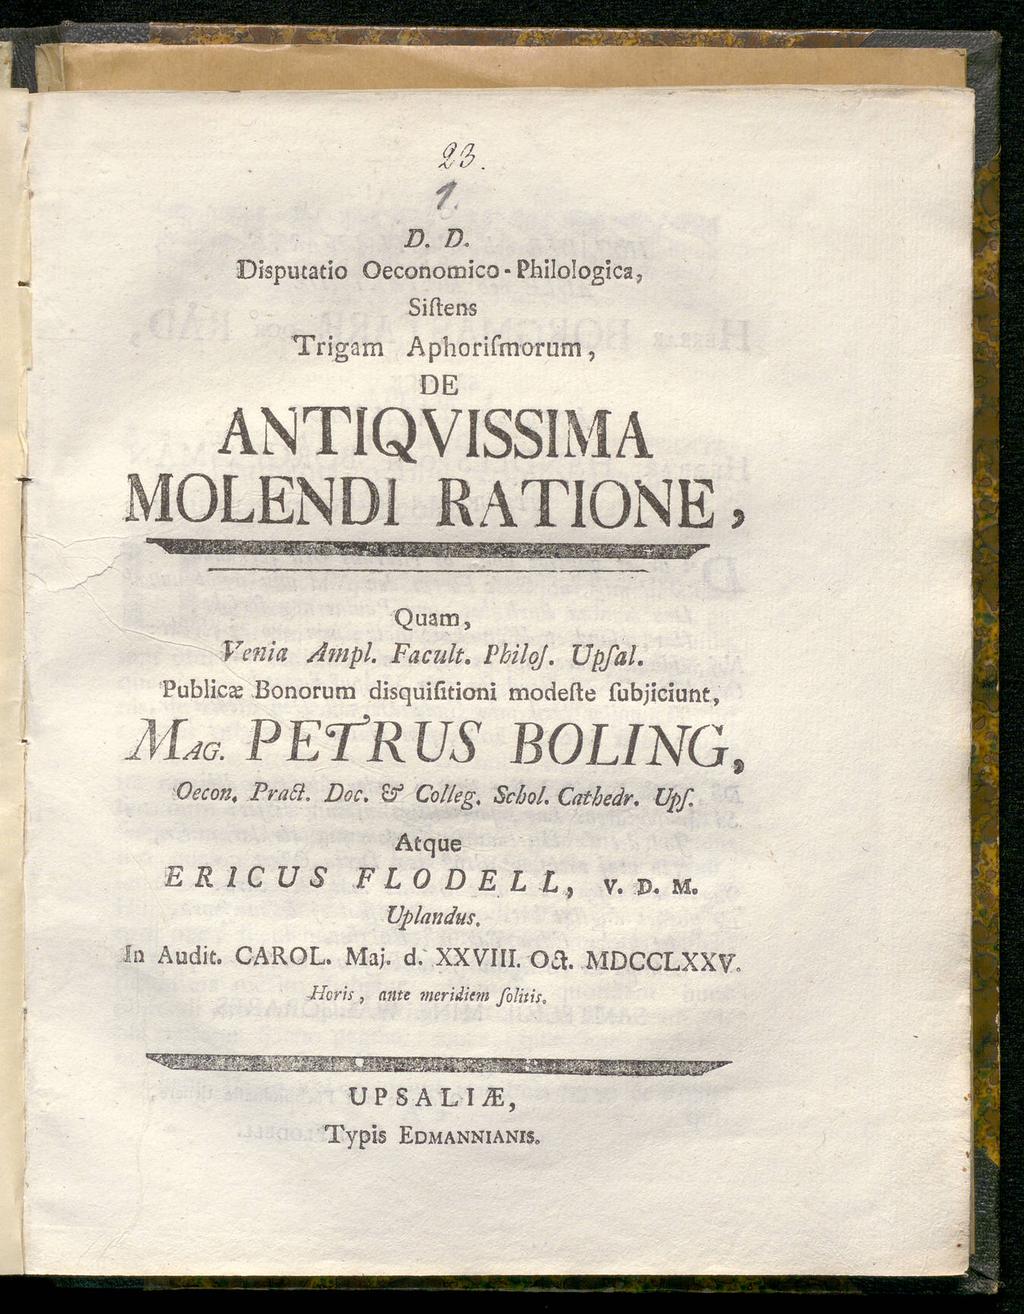 23.
1.
D. D.
Disputatio Oeconomico-Philologica,
Siſtens
Trigam Aphoriſmorum,
DE
ANTIQVISSIMA
MOLENDI RATIONE,
Quam,
Venia Ampl. Facult. Philoſ. Upſal.
Publicæ Bonorum disquiſitioni modeſte ſubjiciunt,
MAG. PETRUS BOLING,
Oecon. Pract. Doc. & Colleg. Schol. Cathedr. Upſ.
Atque
ERICUS FLODELL, V. D. M.
Uplandus.
In Audit. CAROL. Maj. d. XXVIII. Oct. MDCCLXXV.
Horis, ante meridiem ſolitis.
UPSALIÆ,
Typis EDMANNIANIS.